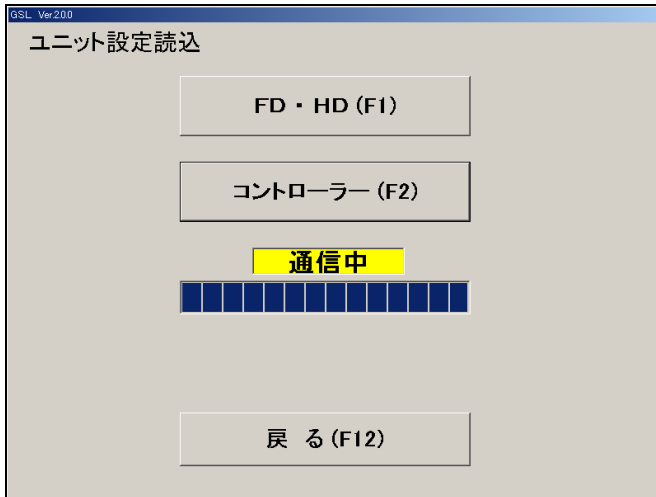 GSL Ver.2.0.0
ユニット設定読込
FD・HD (F1)
コントローラー (F2)
通信中
戻 る (F12)